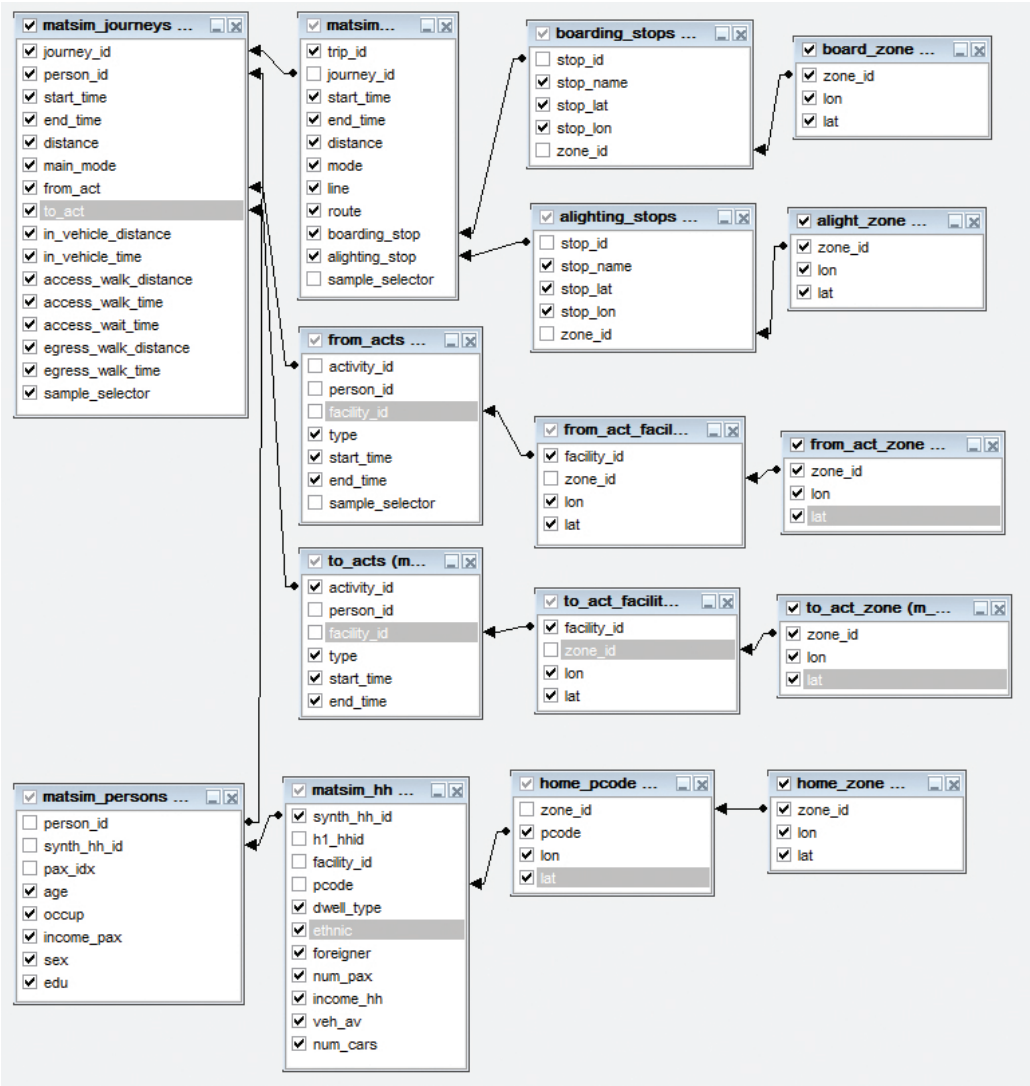 matsim_journeys ...
journey_id
person_id
start_time
end_time
distance
main_mode
from_act
to_act
in_vehicle_distance
in_vehicle_time
access_walk_distance
access_walk_time
access_wait_time
egress_walk_distance
egress_walk_time
sample_selector
matsim...
trip_id
journey_id
start_time
end_time
distance
mode
line
route
boarding_stop
alighting_stop
sample_selector
boarding_stops ...
stop_id
stop_name
stop_lat
stop_lon
zone_id
board_zone ...
zone_id
lon
lat
alighting_stops ...
stop_id
stop_name
stop_lat
stop_lon
zone_id
alight_zone ...
zone_id
lon
lat
from_acts ...
activity_id
person_id
facility_id
type
start_time
end_time
sample_selector
from_act_facil...
facility_id
zone_id
lon
lat
from_act_zone ...
zone_id
lon
lat
to_acts (m...
activity_id
person_id
facility_id
type
start_time
end_time
to_act_facilit...
facility_id
zone_id
lon
lat
to_act_zone (m_...
zone_id
lon
lat
matsim_persons ...
person_id
synth_hh_id
pax_idx
age
occup
income_pax
sex
edu
matsim_hh ...
synth_hh_id
h1_hhid
facility_id
pcode
dwell_type
ethnic
foreigner
num_pax
income_hh
veh_av
num_cars
home_pcode ...
zone_id
pcode
lon
lat
home_zone ...
zone_id
lon
lat